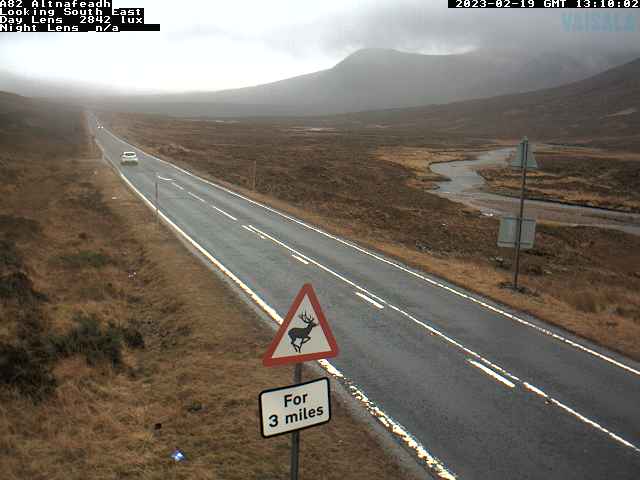 A82 Altnafeadh
Looking South East
Day Lens 2842 lux
Night Lens n/a
2023-02-19 GMT 13:10:02
VAISALA
For
3 miles